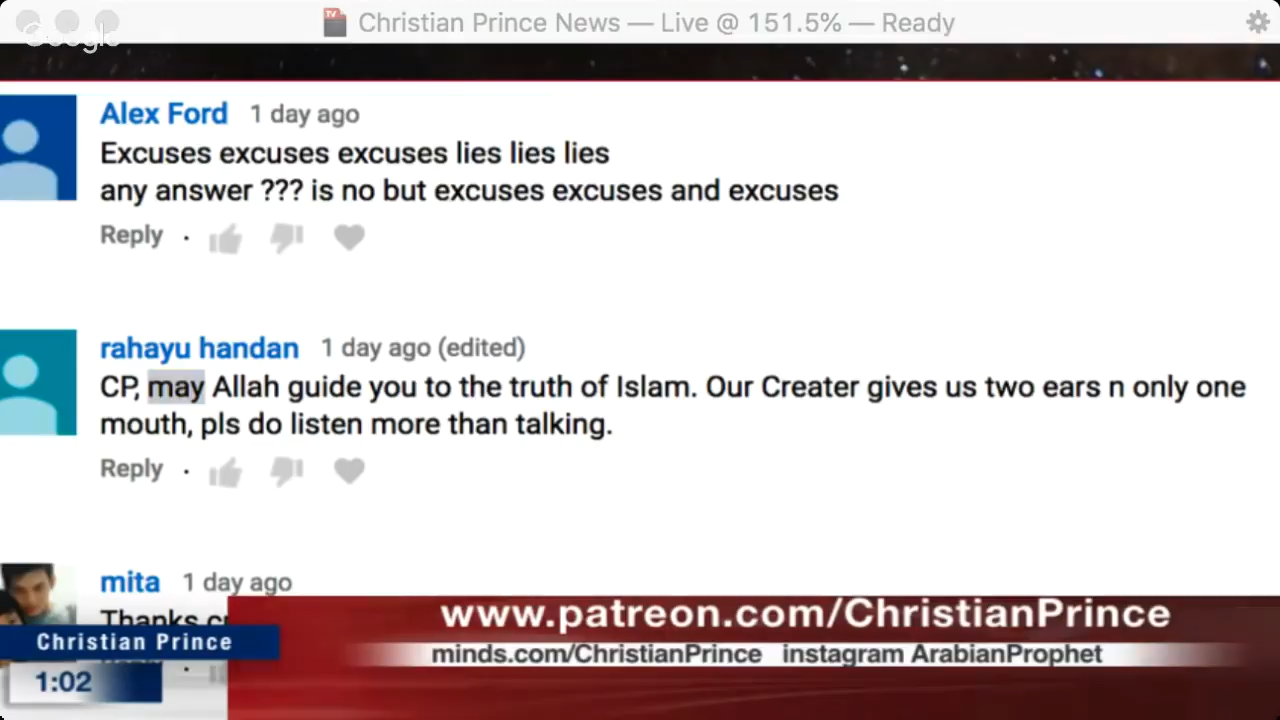 Christian Prince News — Live @ 151.5% — Ready
Google
TV
Alex Ford 1 day ago
Excuses excuses excuses lies lies lies
any answer ??? is no but excuses excuses and excuses
Reply ·
rahayu handan 1 day ago (edited)
CP, may Allah guide you to the truth of Islam. Our Creater gives us two ears n only one
mouth, pls do listen more than talking.
Reply ·
mita 1 day ago
Thanks
www.patreon.com/ChristianPrince
Christian Prince
minds.com/ChristianPrince instagram ArabianProphet
1:02